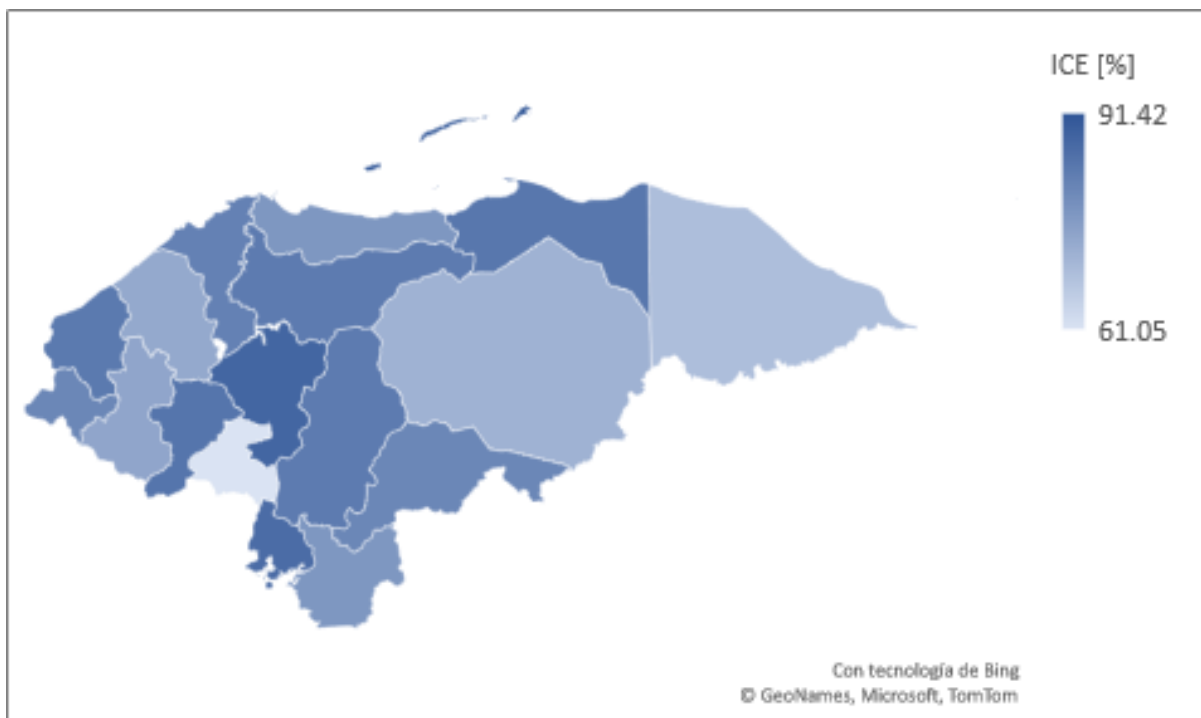 ICE [%]
91.42
61.05
Con tecnología de Bing
© GeoNames, Microsoft, TomTom